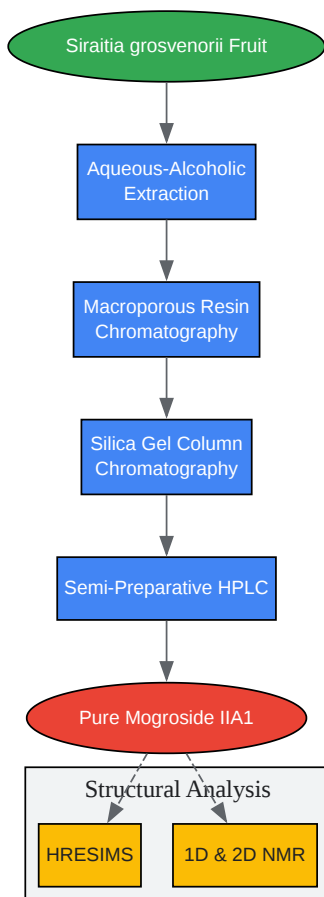 Siraitia grosvenorii Fruit
Aqueous-Alcoholic
Extraction
Macroporous Resin
Chromatography
Silica Gel Column
Chromatography
Semi-Preparative HPLC
Pure Mogroside IIA1
Structural Analysis
HRESIMS
1D & 2D NMR